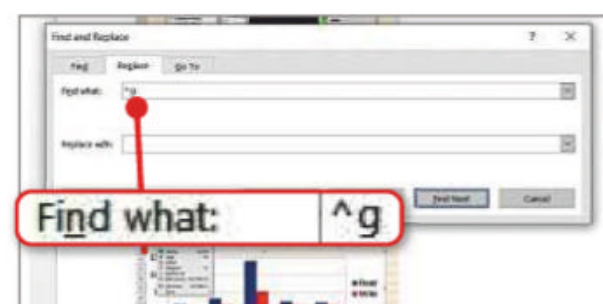 Find and Replace
Find Replace Go To
Find what: ^g
Replace with:
Find what: ^g
Find Next Cancel